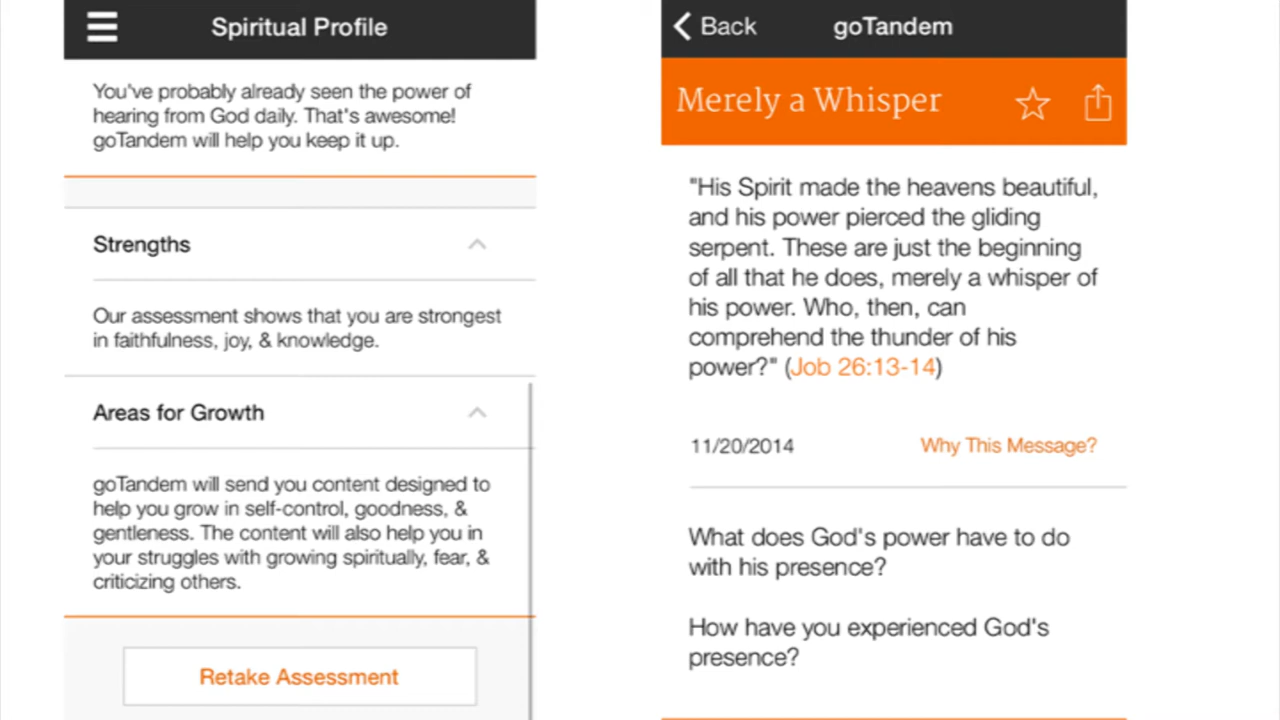 Spiritual Profile
You've probably already seen the power of
hearing from God daily. That's awesome!
goTandem will help you keep it up.
Strengths
Our assessment shows that you are strongest
in faithfulness, joy, & knowledge.
Areas for Growth
goTandem will send you content designed to
help you grow in self-control, goodness, &
gentleness. The content will also help you in
your struggles with growing spiritually, fear, &
criticizing others.
Retake Assessment
Back goTandem
Merely a Whisper
"His Spirit made the heavens beautiful,
and his power pierced the gliding
serpent. These are just the beginning
of all that he does, merely a whisper of
his power. Who, then, can
comprehend the thunder of his
power?" (Job 26:13-14)
11/20/2014 Why This Message?
What does God's power have to do
with his presence?
How have you experienced God's
presence?